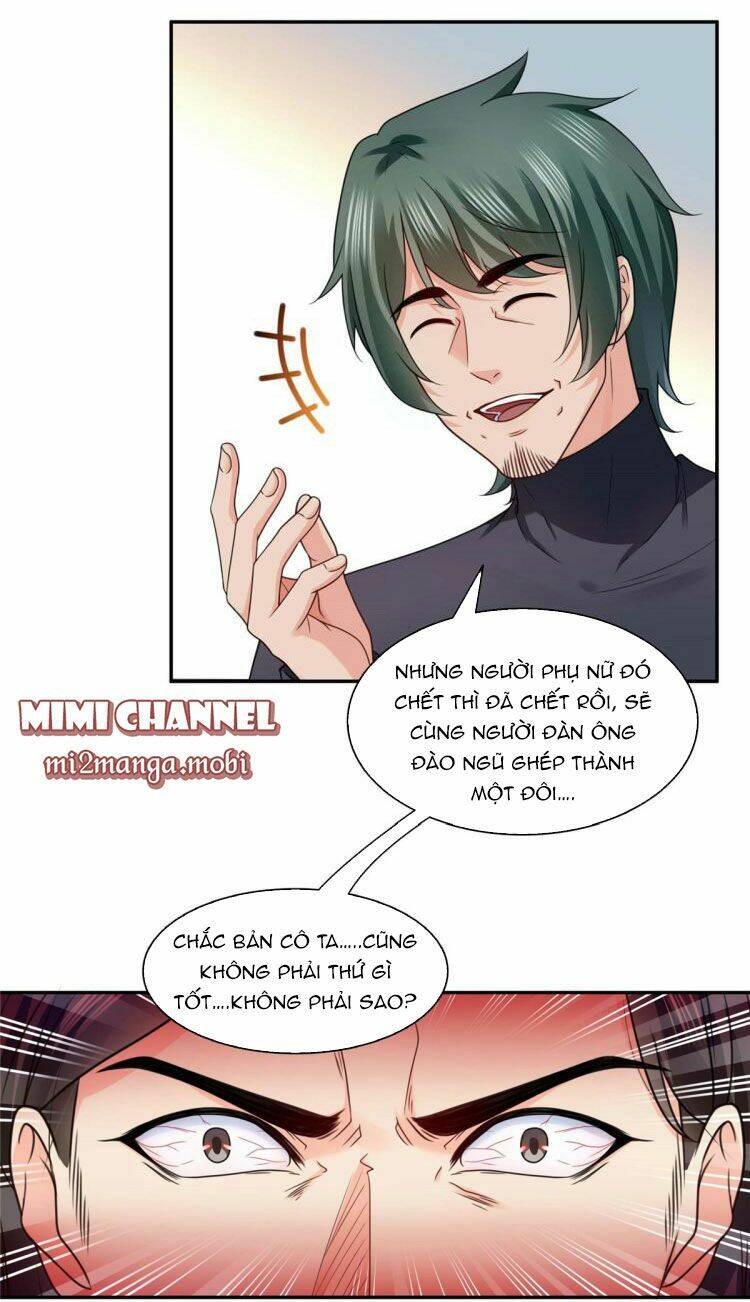 NHƯNG NGƯỜI PHỤ NỮ ĐÓ
CHẾT THÌ ĐÃ CHẾT RỒI, SẼ
CÙNG NGƯỜI ĐÀN ÔNG
ĐÀO NGŨ GHÉP THÀNH
MỘT ĐÔI....
MIMI CHANNEL
mi2manga.mobi
CHẮC BẢN CÔ TA.....CŨNG
KHÔNG PHẢI THỨ GÌ
TỐT....KHÔNG PHẢI SAO?